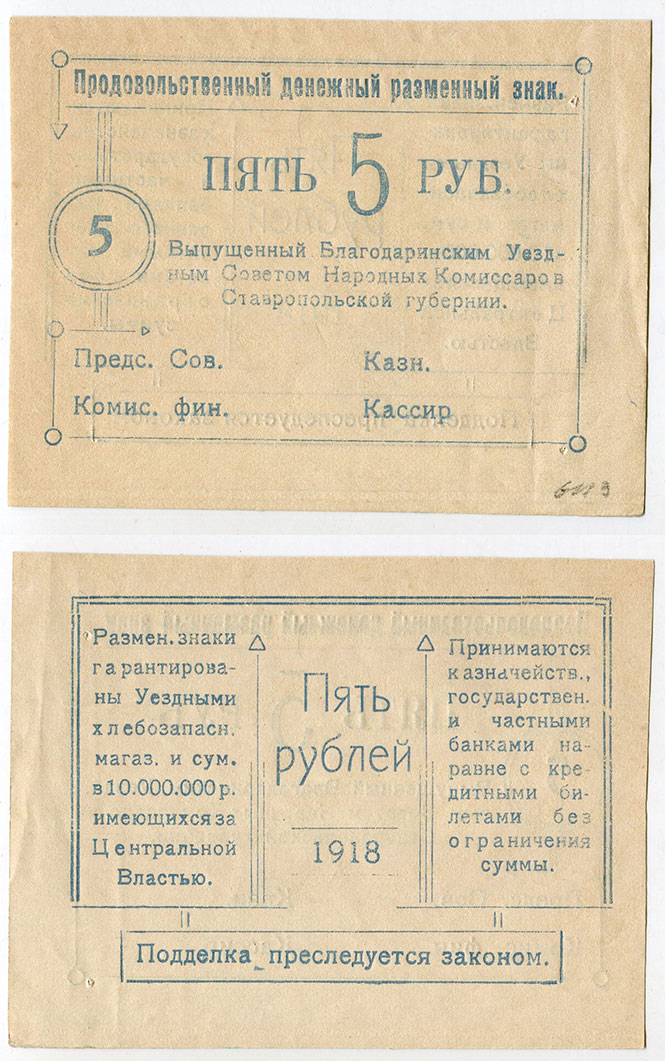 Продовольственный денежный разменный знак.
ПЯТЬ 5 РУБ.
5
Выпущенный Благодаринским Уезд-
ным Советом Народных Комиссаров
Ставропольской губернии.
Предс. Сов.
Казн.
Комис. фин.
Кассир
Размен. знаки
гарантирова-
ны Уездными
хлебозапасн.
магаз. и сум.
в 10.000.000 р.
имеющихся за
Центральной
Властью.
Пять
рублей
1918
Принимаются
казначейств.,
государствен.
и частными
банками на-
равне с кре-
дитными би-
летами без
ограничения
суммы.
Подделка преследуется законом.